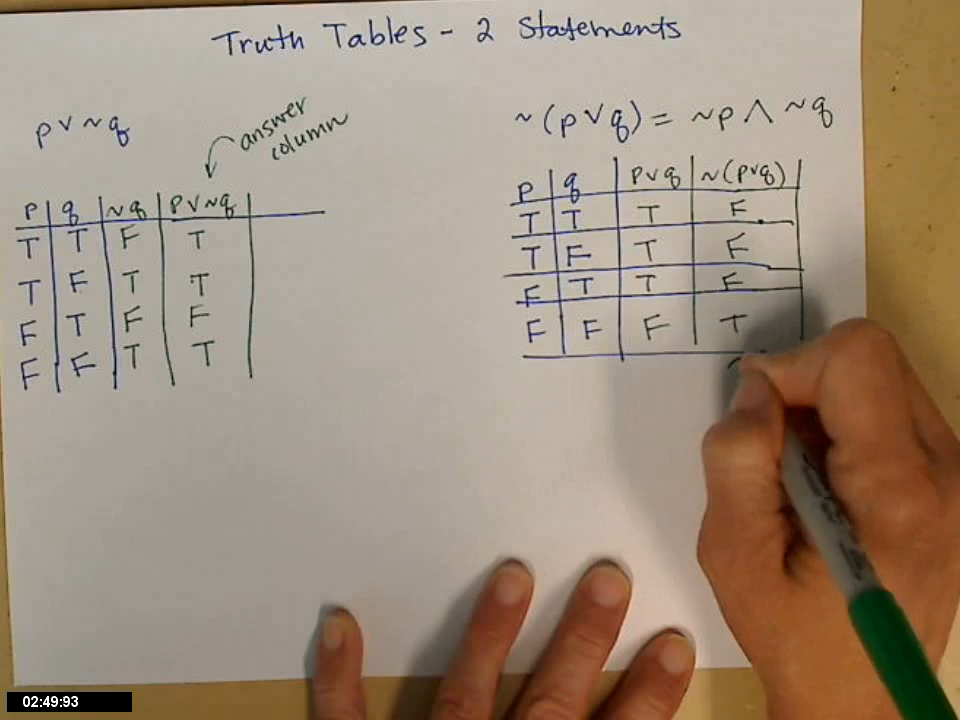 Truth Tables - 2 Statements
p ∨ ~q
answer
column
p q ~q p∨~q
T T F T
T F T T
F T F F
F F T T
~(p∨q) = ~p ∧ ~q
p q p∨q ~(p∨q)
T T T F
T F T F
F T T F
F F F T
02:49:93